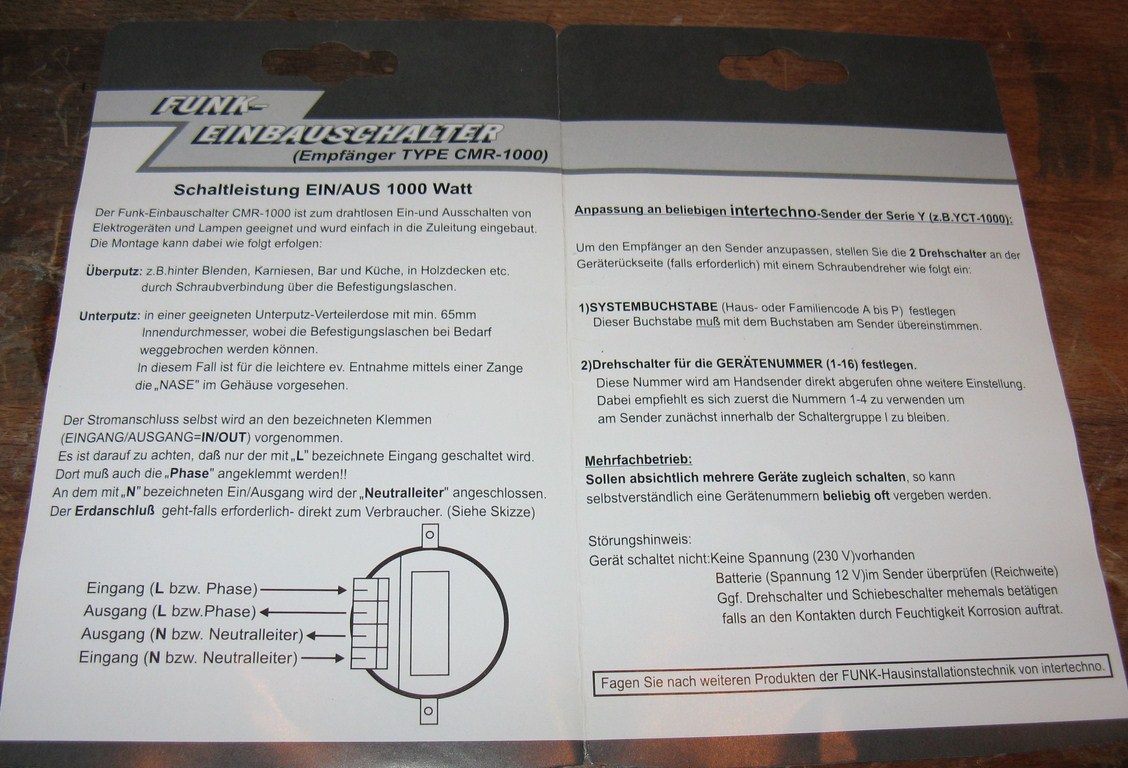 FUNK-
EINBAUSCHALTER
(Empfänger TYPE CMR-1000)
Schaltleistung EIN/AUS 1000 Watt
Der Funk-Einbauschalter CMR-1000 ist zum drahtlosen Ein-und Ausschalten von
Elektrogeräten und Lampen geeignet und wurd einfach in die Zuleitung eingebaut.
Die Montage kann dabei wie folgt erfolgen:
Überputz: z.B.hinter Blenden, Karniesen, Bar und Küche, in Holzdecken etc.
durch Schraubverbindung über die Befestigungslaschen.
Unterputz: in einer geeigneten Unterputz-Verteilerdose mit min. 65mm
Innendurchmesser, wobei die Befestigungslaschen bei Bedarf
weggebrochen werden können.
In diesem Fall ist für die leichtere ev. Entnahme mittels einer Zange
die „NASE" im Gehäuse vorgesehen.
Der Stromanschluss selbst wird an den bezeichneten Klemmen
(EINGANG/AUSGANG=IN/OUT) vorgenommen.
Es ist darauf zu achten, daß nur der mit „L" bezeichnete Eingang geschaltet wird.
Dort muß auch die „Phase" angeklemmt werden!!
An dem mit „N" bezeichneten Ein/Ausgang wird der „Neutralleiter" angeschlossen.
Der Erdanschluß geht-falls erforderlich- direkt zum Verbraucher. (Siehe Skizze)
Eingang (L bzw. Phase)
Ausgang (L bzw.Phase)
Ausgang (N bzw. Neutralleiter)
Eingang (N bzw. Neutralleiter)
Anpassung an beliebigen intertechno-Sender der Serie Y (z.B.YCT-1000):
Um den Empfänger an den Sender anzupassen, stellen Sie die 2 Drehschalter an der
Geräterückseite (falls erforderlich) mit einem Schraubendreher wie folgt ein:
1)SYSTEMBUCHSTABE (Haus- oder Familiencode A bis P) festlegen
Dieser Buchstabe muß mit dem Buchstaben am Sender übereinstimmen.
2)Drehschalter für die GERÄTENUMMER (1-16) festlegen.
Diese Nummer wird am Handsender direkt abgerufen ohne weitere Einstellung.
Dabei empfiehlt es sich zuerst die Nummern 1-4 zu verwenden um
am Sender zunächst innerhalb der Schaltergruppe I zu bleiben.
Mehrfachbetrieb:
Sollen absichtlich mehrere Geräte zugleich schalten, so kann
selbstverständlich eine Gerätenummern beliebig oft vergeben werden.
Störungshinweis:
Gerät schaltet nicht:Keine Spannung (230 V)vorhanden
Batterie (Spannung 12 V)im Sender überprüfen (Reichweite)
Ggf. Drehschalter und Schiebeschalter mehemals betätigen
falls an den Kontakten durch Feuchtigkeit Korrosion auftrat.
Fagen Sie nach weiteren Produkten der FUNK-Hausinstallationstechnik von intertechno.